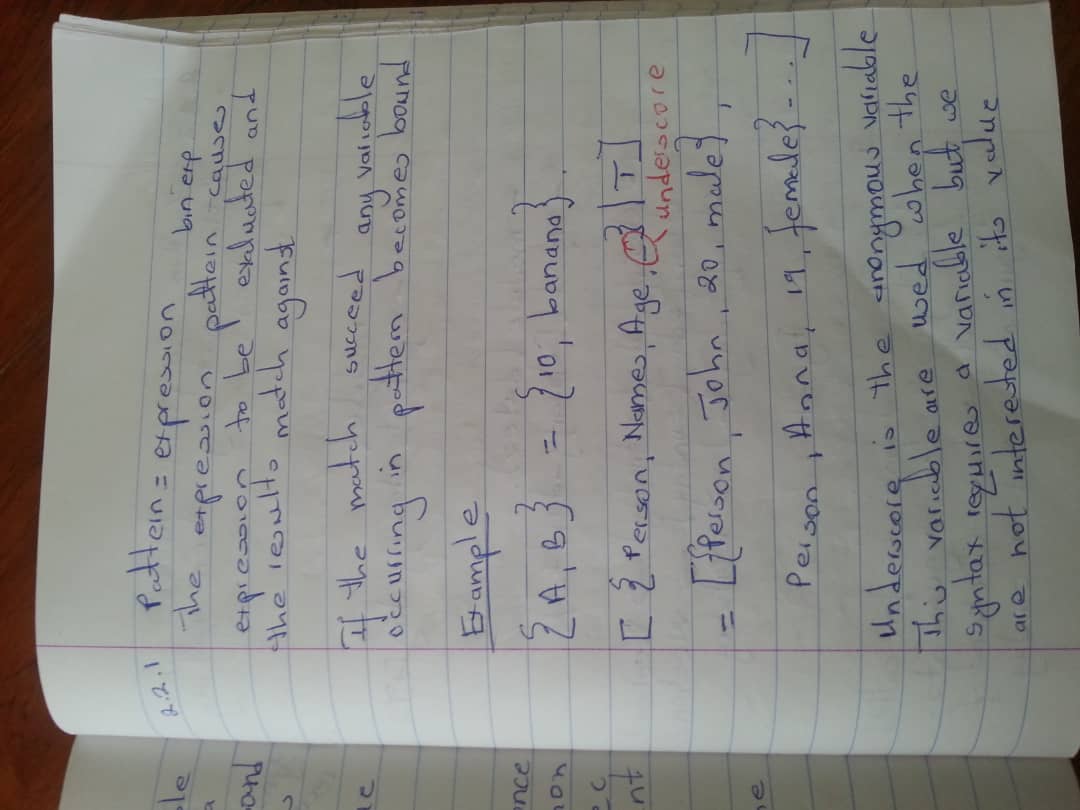 2.2.1 Pattern = expression
bin exp
The expression pattern causes
expression to be evaluated and
the results match against
If the match succeed any variable
occurring in pattern becomes bound
Example
{A, B} = {10, banana}.
[{Person, Names, Age, _}|T]
underscore
= [{Person, John, 20, male},
Person, Anna, 19, female}-...]
Underscore is the anonymous variable
This variable are used when the
syntax requires a variable but we
are not interested in its value